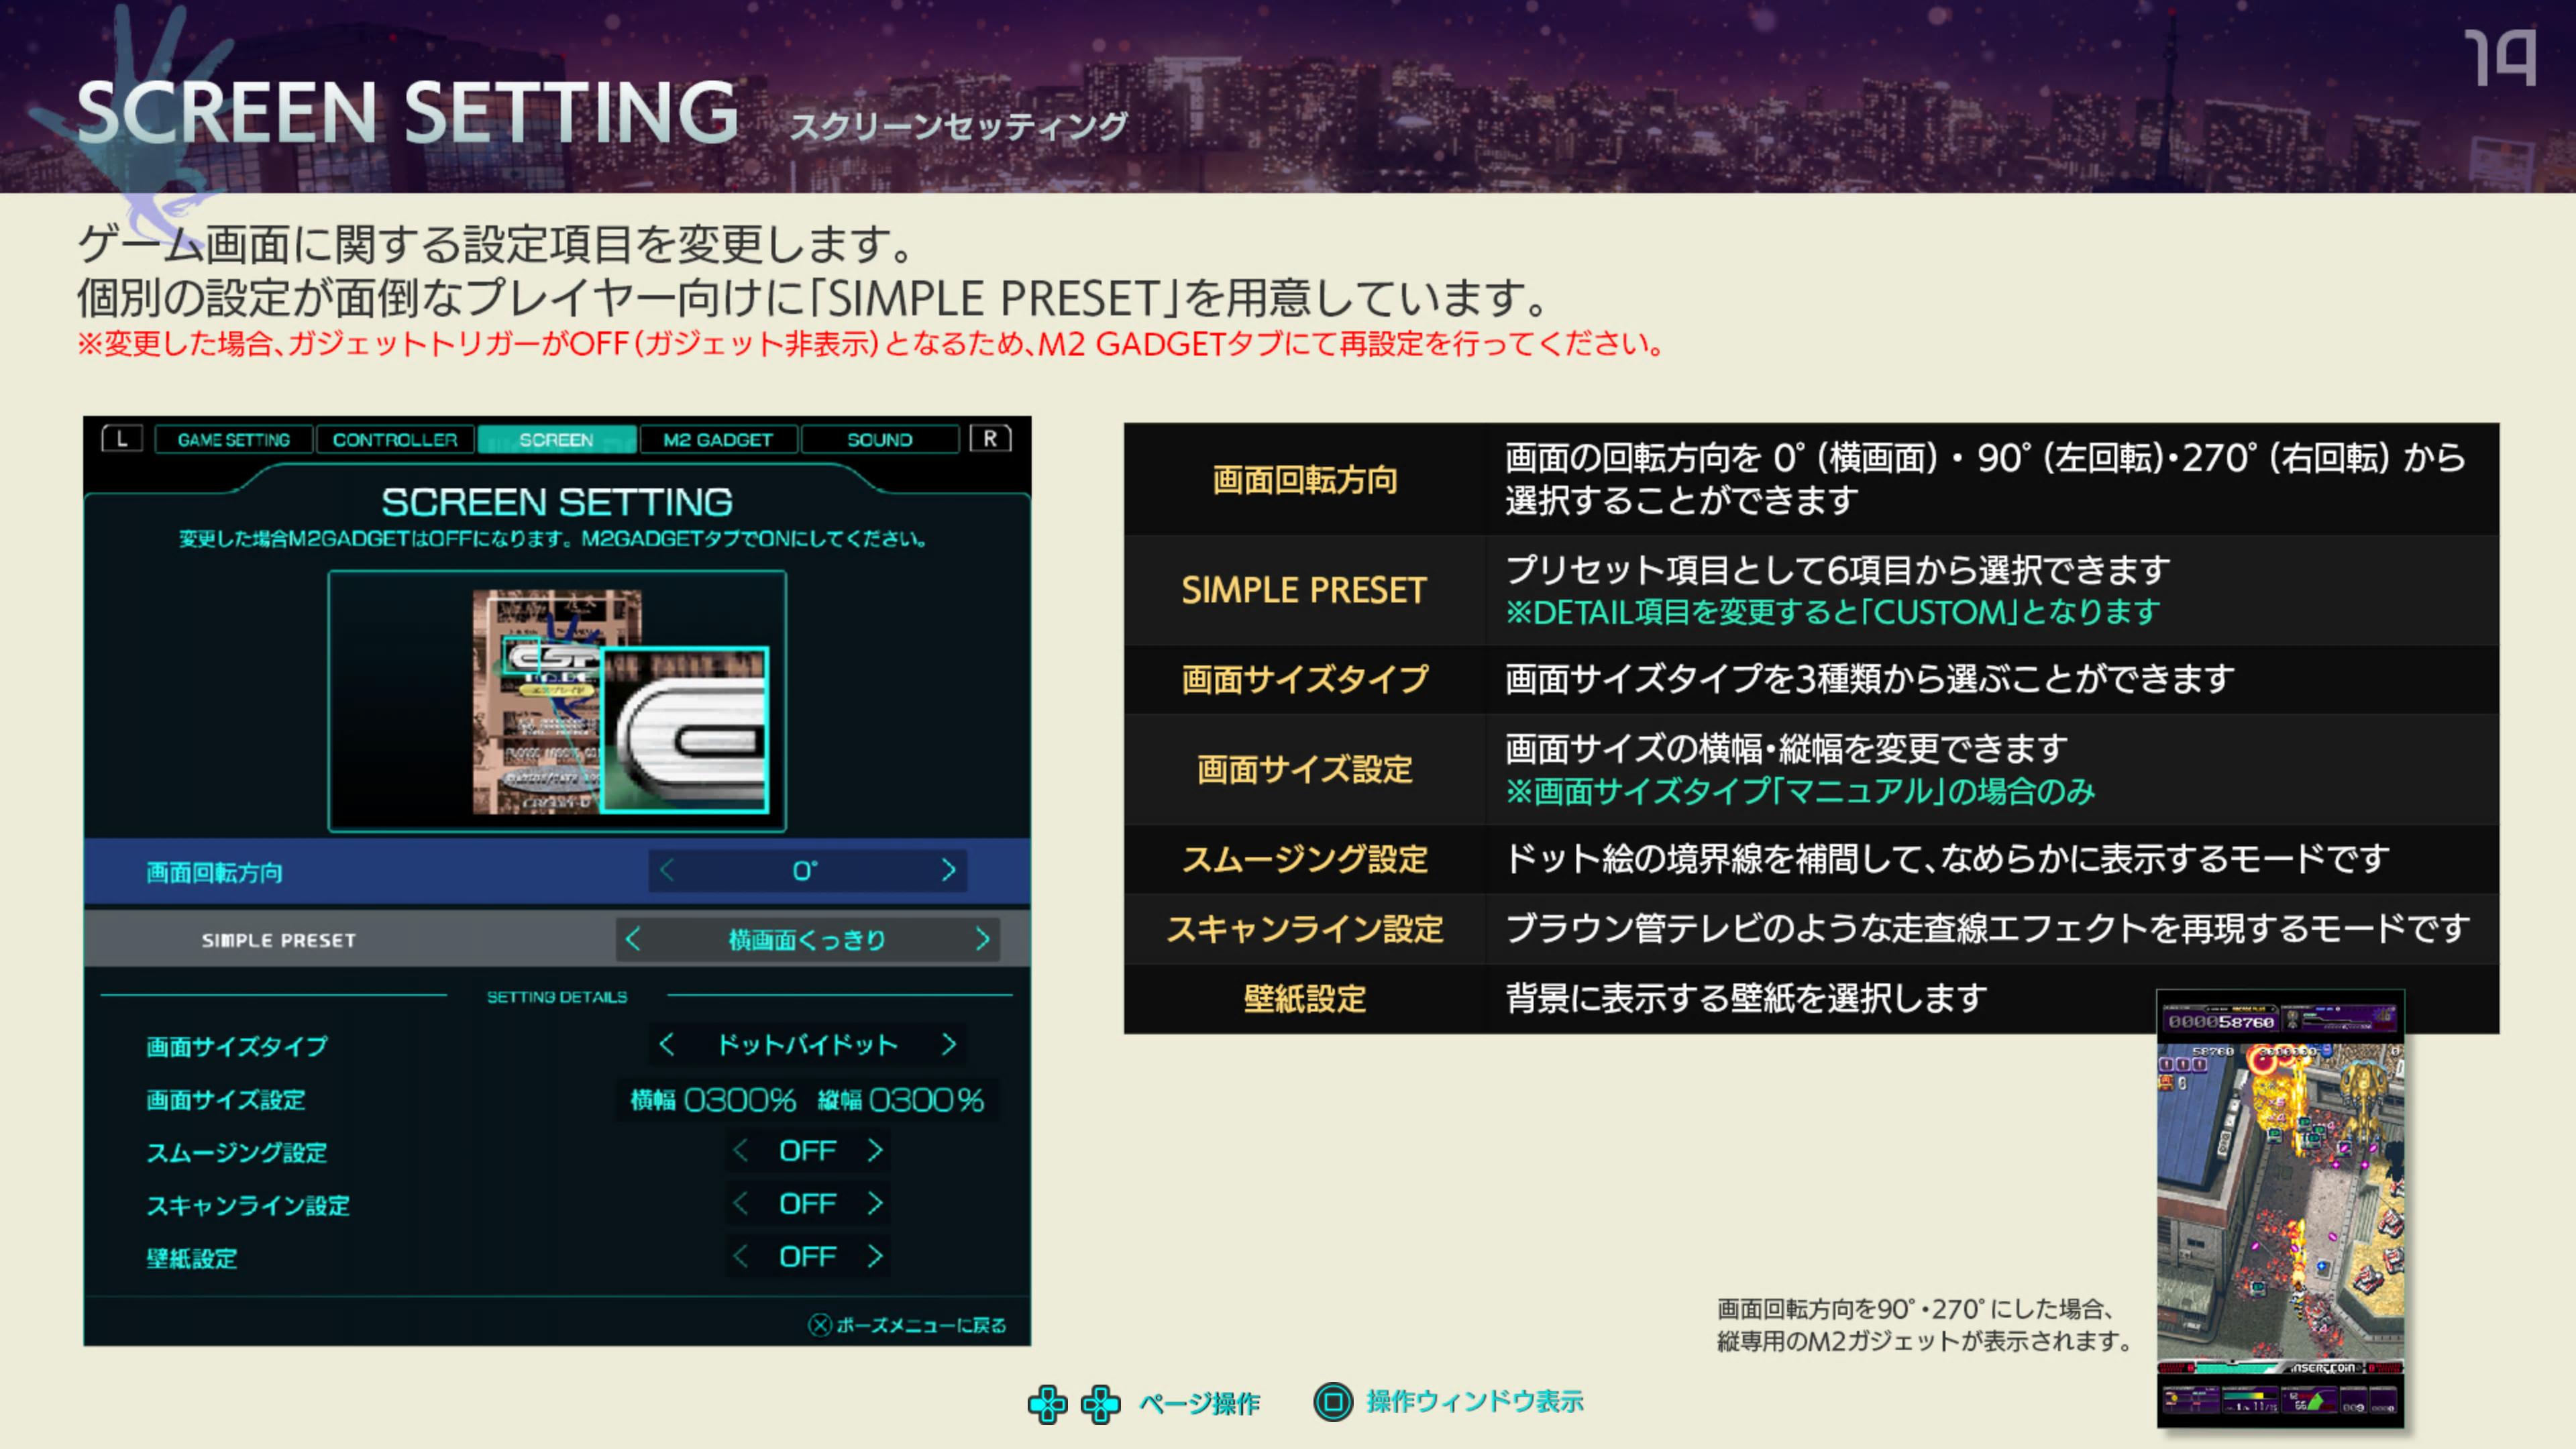 19
SCREEN SETTING スクリーンセッティング
ゲーム画面に関する設定項目を変更します。
個別の設定が面倒なプレイヤー向けに「SIMPLE PRESET」を用意しています。
※変更した場合、ガジェットトリガーがOFF(ガジェット非表示)となるため、M2 GADGETタブにて再設定を行ってください。
L GAME SETTING CONTROLLER SCREEN M2 GADGET SOUND R
SCREEN SETTING
変更した場合M2GADGETはOFFになります。M2GADGETタブでONにしてください。
画面回転方向 0°
SIMPLE PRESET 横画面くっきり
SETTING DETAILS
画面サイズタイプ ドットバイドット
画面サイズ設定 横幅 0300% 縦幅 0300%
スムージング設定 OFF
スキャンライン設定 OFF
壁紙設定 OFF
ポーズメニューに戻る
画面回転方向 画面の回転方向を 0°(横画面)・90°(左回転)・270°(右回転) から
選択することができます
SIMPLE PRESET プリセット項目として6項目から選択できます
※DETAIL項目を変更すると「CUSTOM」となります
画面サイズタイプ 画面サイズタイプを3種類から選ぶことができます
画面サイズ設定 画面サイズの横幅・縦幅を変更できます
※画面サイズタイプ「マニュアル」の場合のみ
スムージング設定 ドット絵の境界線を補間して、なめらかに表示するモードです
スキャンライン設定 ブラウン管テレビのような走査線エフェクトを再現するモードです
壁紙設定 背景に表示する壁紙を選択します
000058760
58760
INSERT COIN
画面回転方向を90°・270°にした場合、
縦専用のM2ガジェットが表示されます。
ページ操作 操作ウィンドウ表示